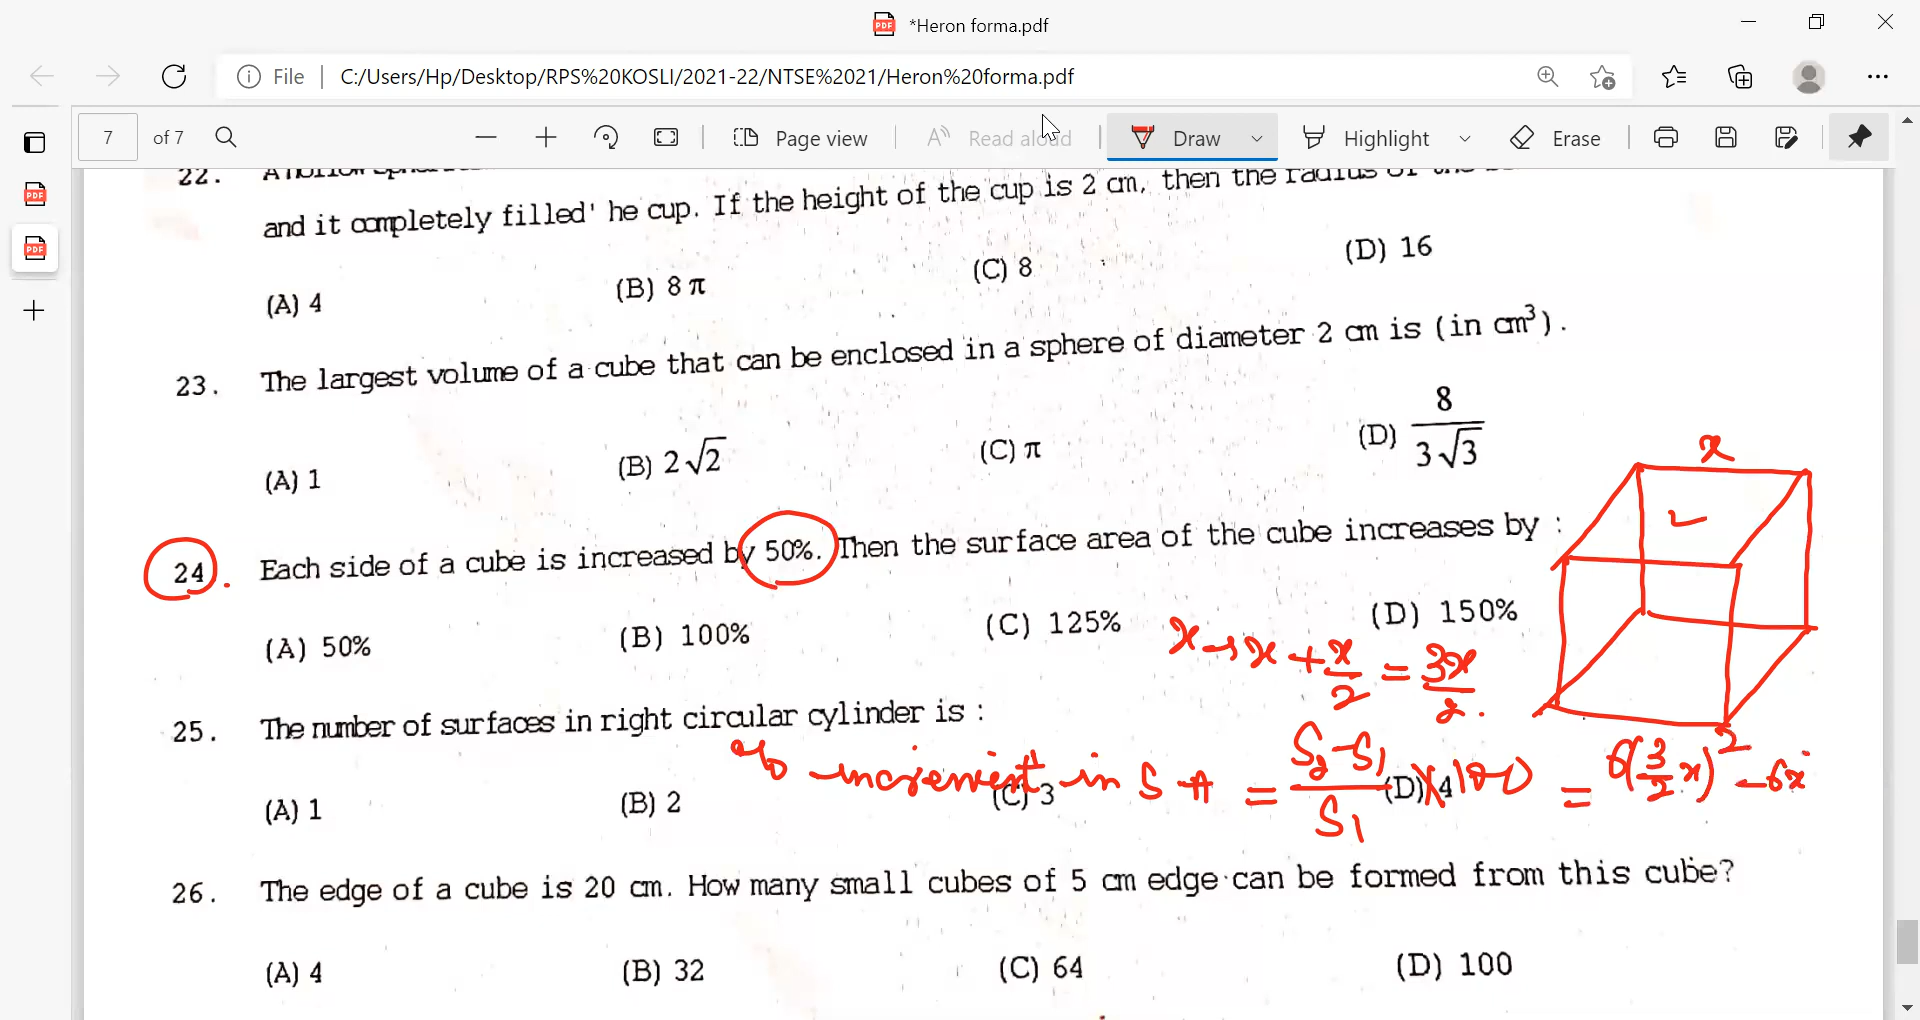 *Heron forma.pdf
File | C:/Users/Hp/Desktop/RPS%20KOSLI/2021-22/NTSE%2021/Heron%20forma.pdf
7 of 7 Page view Read aloud Draw Highlight Erase
22. A hollow
and it completely filled' he cup. If the height of the cup is 2 cm, then the radius of the
(A) 4 (B) 8 π (C) 8 (D) 16
23. The largest volume of a cube that can be enclosed in a sphere of diameter 2 cm is (in cm³).
(A) 1 (B) 2√2 (C) π (D) 8/3√3
x
24. Each side of a cube is increased by 50%. Then the surface area of the cube increases by :
(A) 50% (B) 100% (C) 125% (D) 150%
x → x + x/2 = 3x/2.
25. The number of surfaces in right circular cylinder is :
% increment in S A = S2-S1/S1 × 100 = 6(3/2 x)² - 6x
(A) 1 (B) 2 (C) 3 (D) 4
26. The edge of a cube is 20 cm. How many small cubes of 5 cm edge can be formed from this cube?
(A) 4 (B) 32 (C) 64 (D) 100